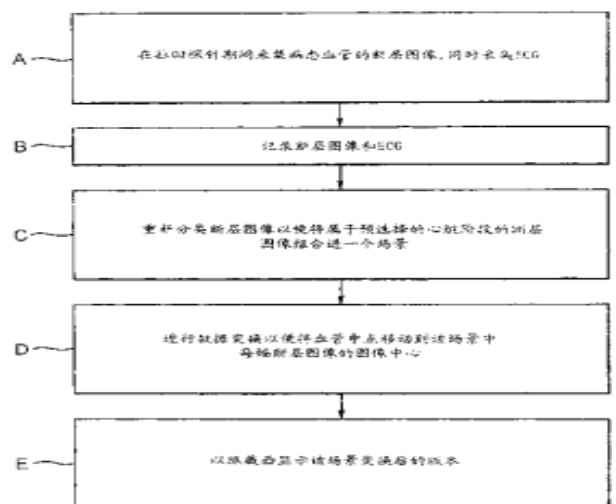 A
在拉回探针期间采集病态血管的断层图像,同时采集ECG
B
记录断层图像和ECG
C
重新分类断层图像以便将属于预选择的心脏阶段的断层
图像组合进一个场景
D
进行数据变换以便将血管中点移动到该场景中
每幅断层图像的图像中心
E
以纵截面显示该场景变换后的版本